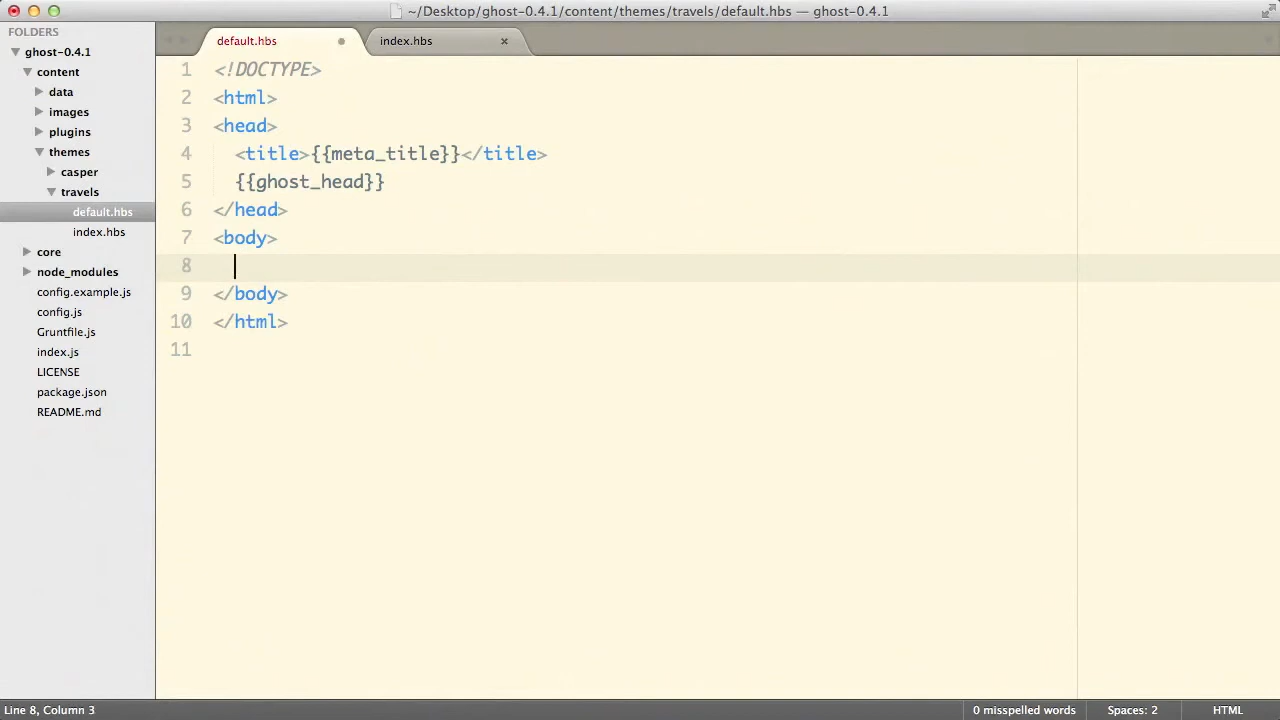 ~/Desktop/ghost-0.4.1/content/themes/travels/default.hbs — ghost-0.4.1
FOLDERS
ghost-0.4.1
content
data
images
plugins
themes
casper
travels
default.hbs
index.hbs
core
node_modules
config.example.js
config.js
Gruntfile.js
index.js
LICENSE
package.json
README.md
default.hbs
index.hbs
1 <!DOCTYPE>
2 <html>
3 <head>
4 <title>{{meta_title}}</title>
5 {{ghost_head}}
6 </head>
7 <body>
8
9 </body>
10 </html>
11
Line 8, Column 3
0 misspelled words
Spaces: 2
HTML